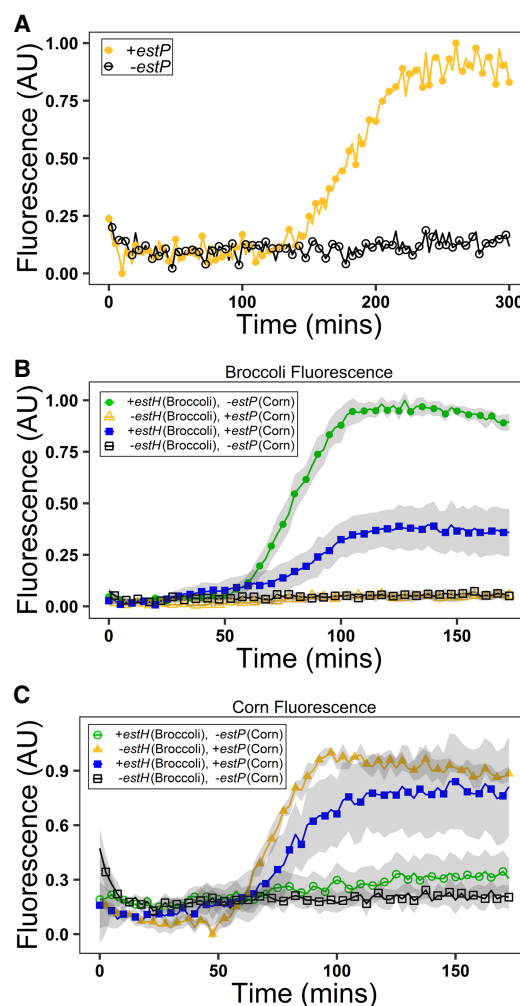 A
Fluorescence (AU)
1.00
0.75
0.50
0.25
0.00
+estP
-estP
0
100
200
300
Time (mins)
B
Broccoli Fluorescence
Fluorescence (AU)
1.00
0.75
0.50
0.25
0.00
+estH(Broccoli), -estP(Corn)
-estH(Broccoli), +estP(Corn)
+estH(Broccoli), +estP(Corn)
-estH(Broccoli), -estP(Corn)
0
50
100
150
Time (mins)
C
Corn Fluorescence
Fluorescence (AU)
0.9
0.6
0.3
0.0
+estH(Broccoli), -estP(Corn)
-estH(Broccoli), +estP(Corn)
+estH(Broccoli), +estP(Corn)
-estH(Broccoli), -estP(Corn)
0
50
100
150
Time (mins)